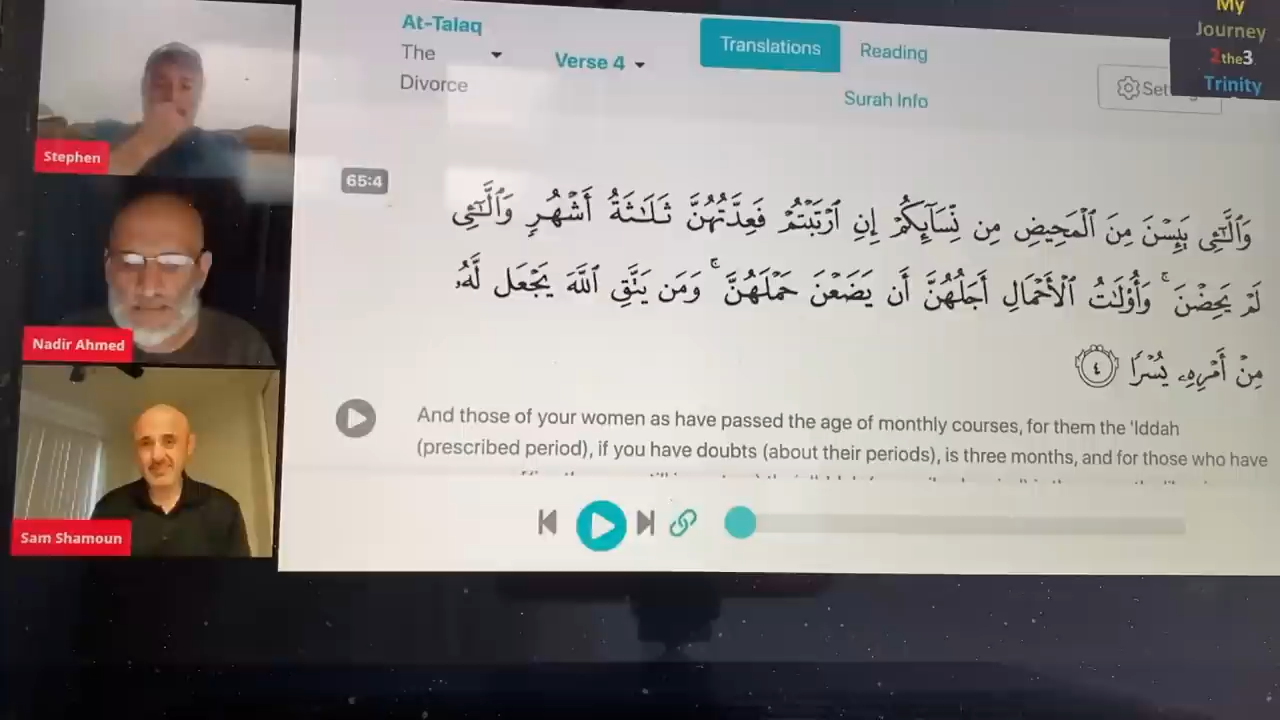 At-Talaq
The
Divorce
Verse 4
Translations
Reading
Surah Info
My
Journey
2the3
Trinity
Stephen
65:4
وَٱلَّـٰٓـِٔى يَئِسْنَ مِنَ ٱلْمَحِيضِ مِن نِّسَآئِكُمْ إِنِ ٱرْتَبْتُمْ فَعِدَّتُهُنَّ ثَلَـٰثَةُ أَشْهُرٍ وَٱلَّـٰٓـِٔى
لَمْ يَحِضْنَ ۚ وَأُو۟لَـٰتُ ٱلْأَحْمَالِ أَجَلُهُنَّ أَن يَضَعْنَ حَمْلَهُنَّ ۚ وَمَن يَتَّقِ ٱللَّهَ يَجْعَل لَّهُۥ
مِنْ أَمْرِهِۦ يُسْرًا ٤
Nadir Ahmed
And those of your women as have passed the age of monthly courses, for them the 'Iddah
(prescribed period), if you have doubts (about their periods), is three months, and for those who have
Sam Shamoun